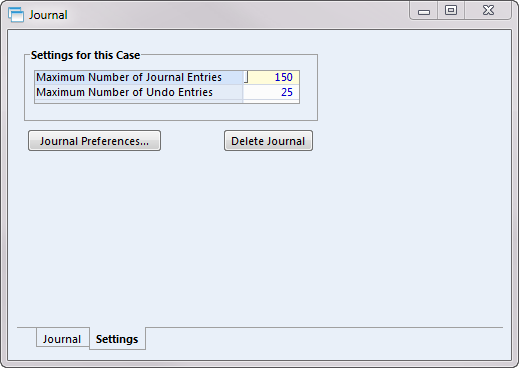 Journal
Settings for this Case
Maximum Number of Journal Entries 150
Maximum Number of Undo Entries 25
Journal Preferences... Delete Journal
Journal Settings